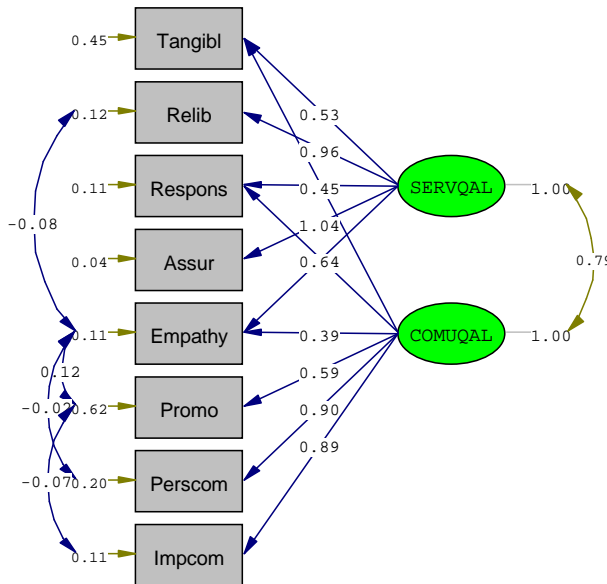 0.45 Tangibl
0.12 Relib
0.53
0.96
0.11 Respons 0.45 SERVQAL 1.00
-0.08
1.04
0.04 Assur 0.64
0.79
0.11 Empathy 0.39 COMUQAL 1.00
0.12
0.59
-0.02 0.62 Promo 0.90
0.89
-0.07 0.20 Perscom
0.11 Impcom